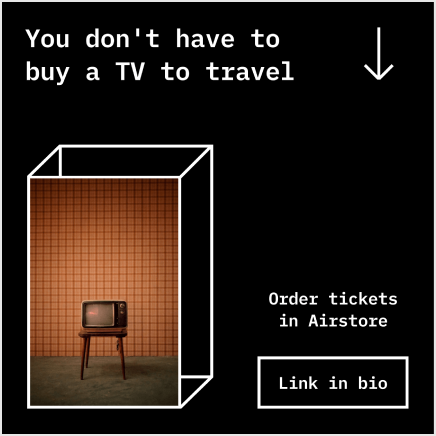 You don't have to
buy a TV to travel
Order tickets
in Airstore
Link in bio